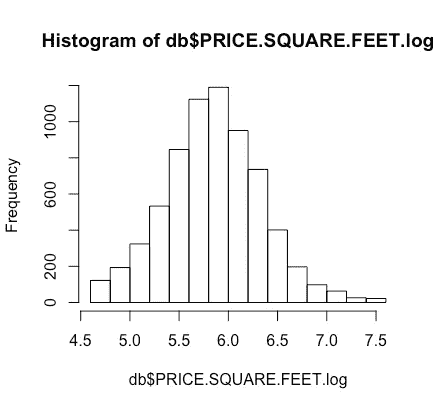 Histogram of db$PRICE.SQUARE.FEET.log
Frequency
1000
600
200
0
4.5 5.0 5.5 6.0 6.5 7.0 7.5
db$PRICE.SQUARE.FEET.log